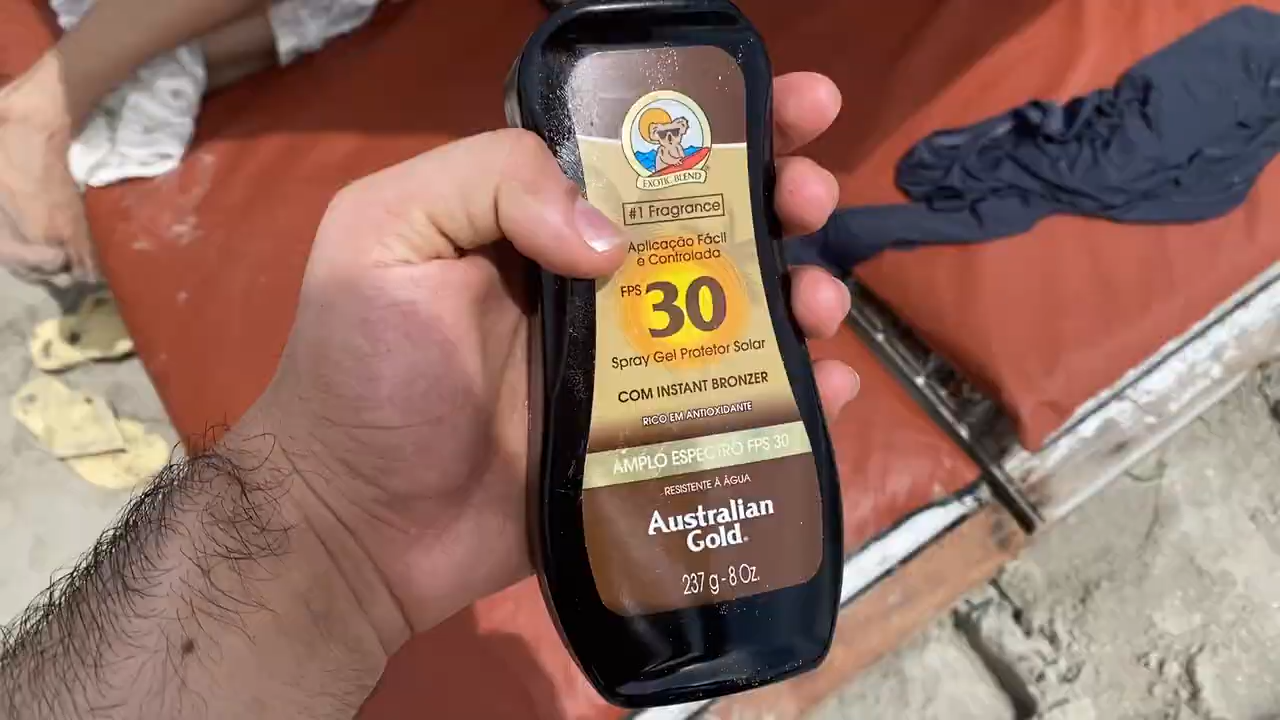 EXOTIC BLEND
#1 Fragrance
Aplicação Fácil
e Controlada
FPS 30
Spray Gel Protetor Solar
COM INSTANT BRONZER
RICO EM ANTIOXIDANTE
AMPLO ESPECTRO FPS 30
RESISTENTE À ÁGUA
Australian
Gold®
237 g - 8 Oz.